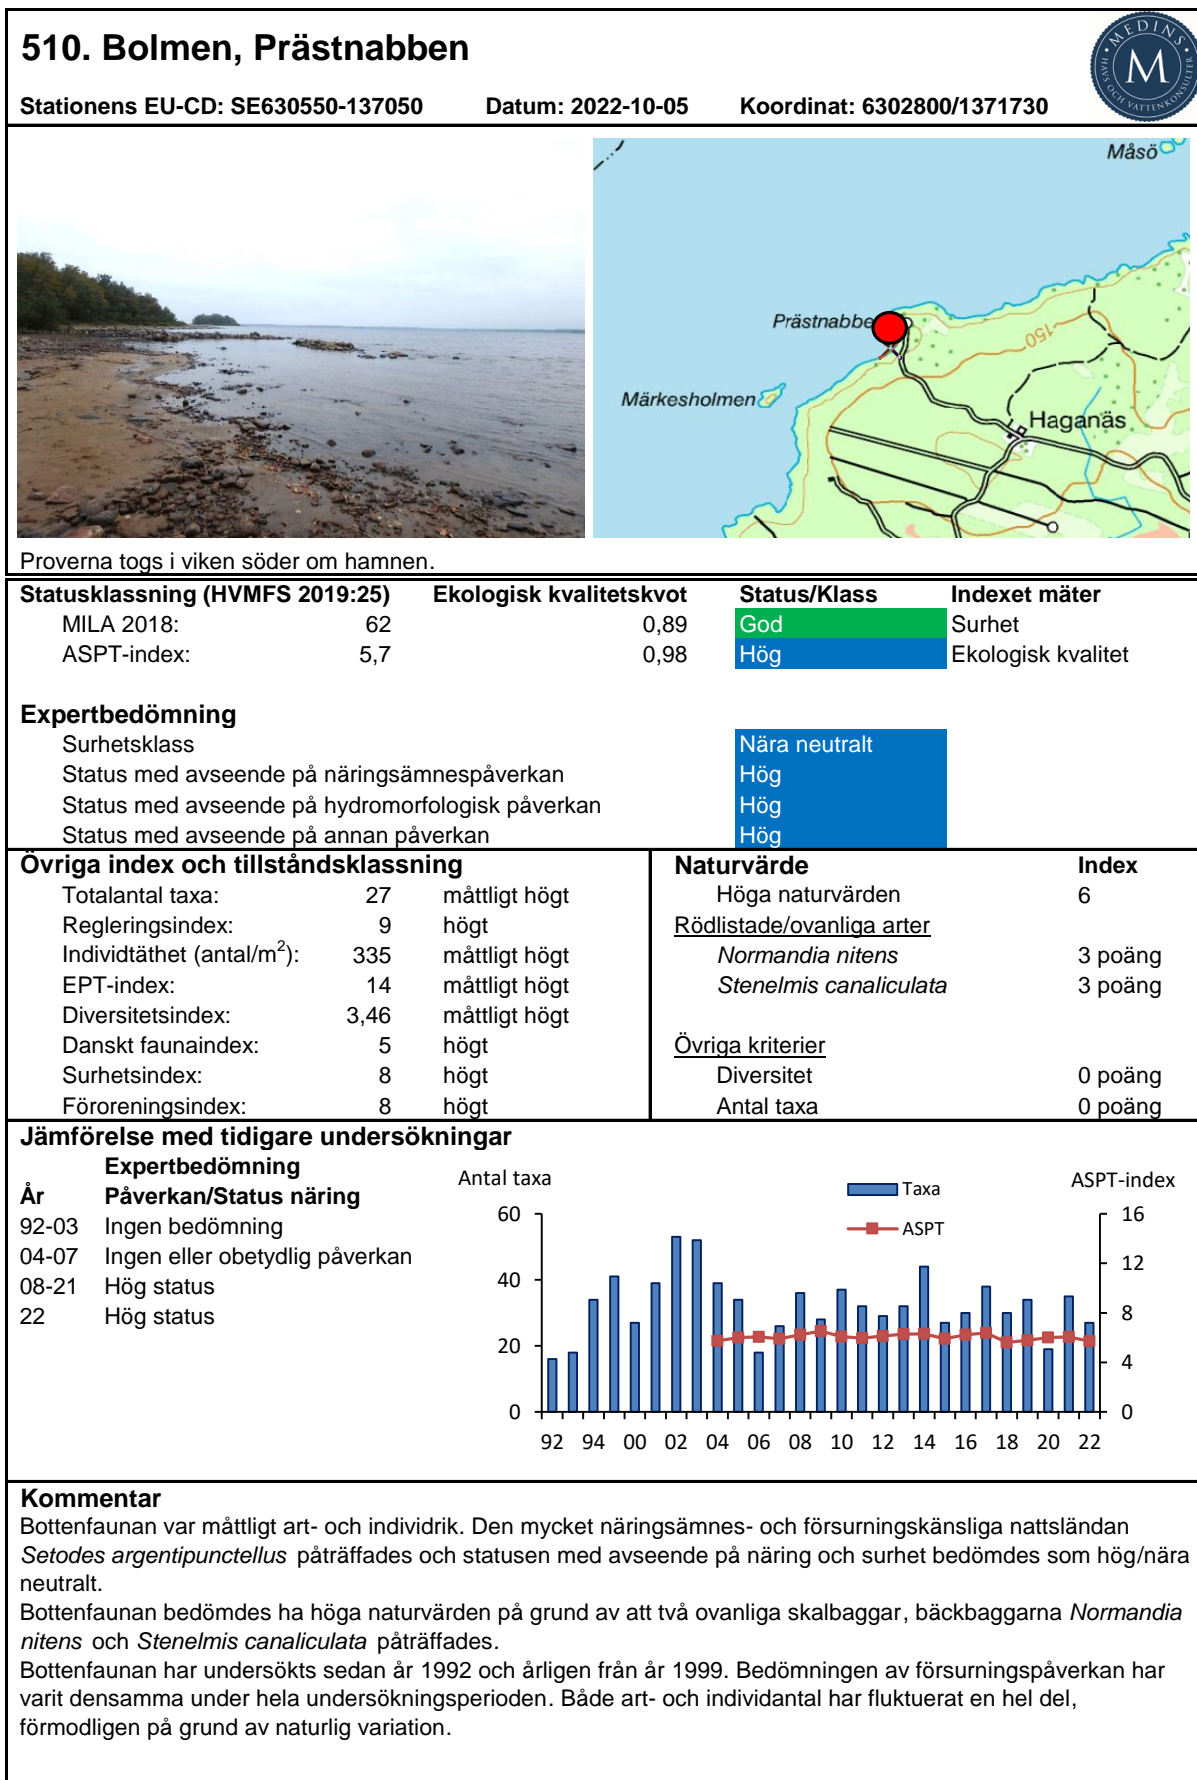 510. Bolmen, Prästnabben
MEDINS
M
HAVS OCH VATTENKONSULTER
Stationens EU-CD: SE630550-137050 Datum: 2022-10-05 Koordinat: 6302800/1371730
Måsö
Prästnabbe
150
Märkesholmen
Haganäs
Proverna togs i viken söder om hamnen.
Statusklassning (HVMFS 2019:25) Ekologisk kvalitetskvot Status/Klass Indexet mäter
MILA 2018: 62 0,89 God Surhet
ASPT-index: 5,7 0,98 Hög Ekologisk kvalitet
Expertbedömning
Surhetsklass Nära neutralt
Status med avseende på näringsämnespåverkan Hög
Status med avseende på hydromorfologisk påverkan Hög
Status med avseende på annan påverkan Hög
Övriga index och tillståndsklassning
Totalantal taxa: 27 måttligt högt
Regleringsindex: 9 högt
Individtäthet (antal/m2): 335 måttligt högt
EPT-index: 14 måttligt högt
Diversitetsindex: 3,46 måttligt högt
Danskt faunaindex: 5 högt
Surhetsindex: 8 högt
Föroreningsindex: 8 högt
Naturvärde Index
Höga naturvärden 6
Rödlistade/ovanliga arter
Normandia nitens 3 poäng
Stenelmis canaliculata 3 poäng
Övriga kriterier
Diversitet 0 poäng
Antal taxa 0 poäng
Jämförelse med tidigare undersökningar
Expertbedömning
År Påverkan/Status näring
92-03 Ingen bedömning
04-07 Ingen eller obetydlig påverkan
08-21 Hög status
22 Hög status
Antal taxa
Taxa
ASPT
ASPT-index
60
40
20
0
16
12
8
4
0
92 94 00 02 04 06 08 10 12 14 16 18 20 22
Kommentar
Bottenfaunan var måttligt art- och individrik. Den mycket näringsämnes- och försurningskänsliga nattsländan
Setodes argentipunctellus påträffades och statusen med avseende på näring och surhet bedömdes som hög/nära
neutralt.
Bottenfaunan bedömdes ha höga naturvärden på grund av att två ovanliga skalbaggar, bäckbaggarna Normandia
nitens och Stenelmis canaliculata påträffades.
Bottenfaunan har undersökts sedan år 1992 och årligen från år 1999. Bedömningen av försurningspåverkan har
varit densamma under hela undersökningsperioden. Både art- och individantal har fluktuerat en hel del,
förmodligen på grund av naturlig variation.